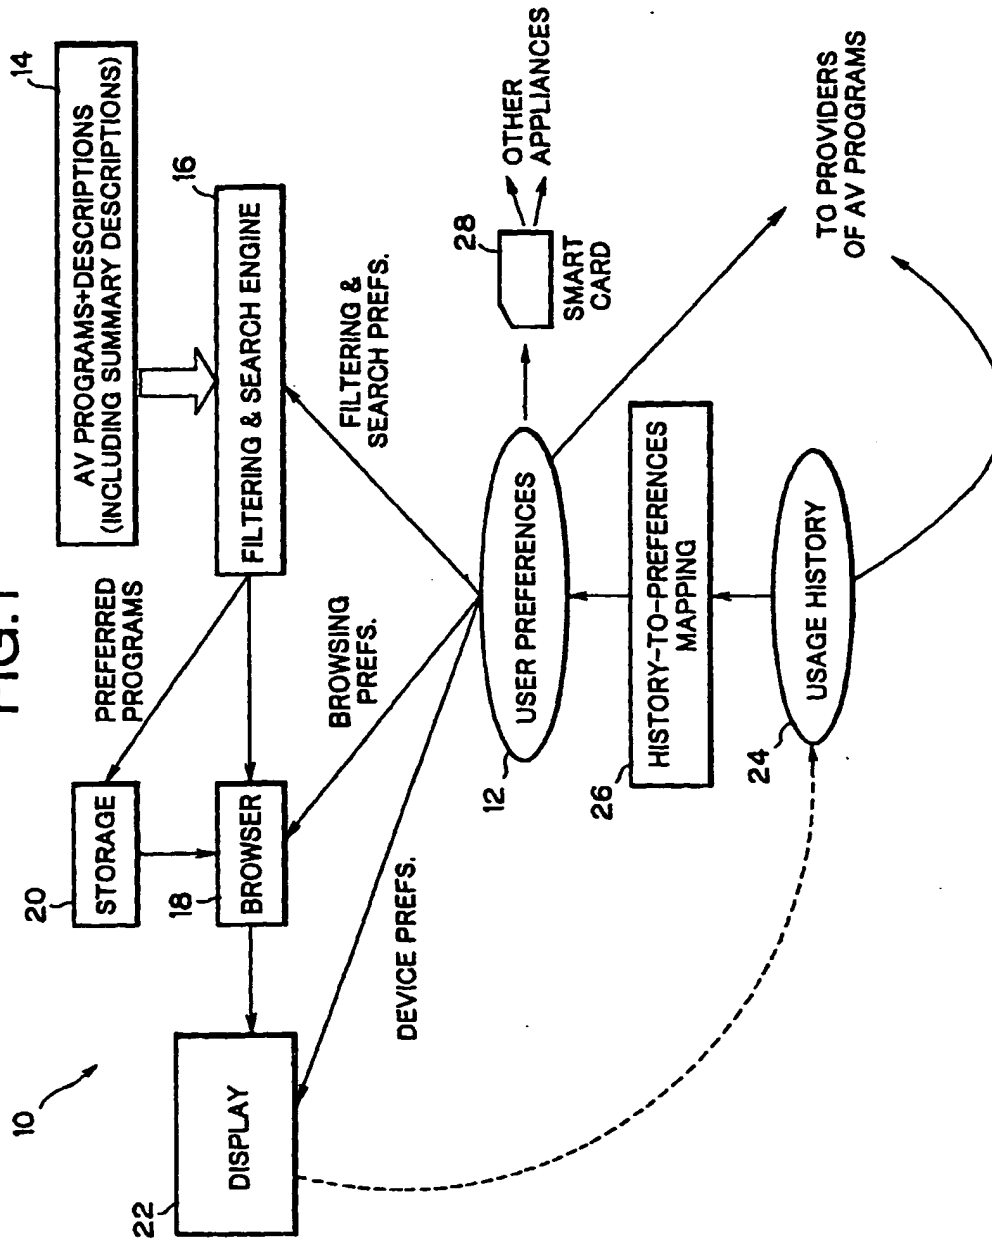 FIG.1
10
14
AV PROGRAMS+DESCRIPTIONS
(INCLUDING SUMMARY DESCRIPTIONS)
16
FILTERING & SEARCH ENGINE
PREFERRED
PROGRAMS
20
STORAGE
18
BROWSER
22
DISPLAY
FILTERING &
SEARCH PREFS.
BROWSING
PREFS.
DEVICE PREFS.
12
USER PREFERENCES
28
SMART
CARD
OTHER
APPLIANCES
26
HISTORY-TO-PREFERENCES
MAPPING
24
USAGE HISTORY
TO PROVIDERS
OF AV PROGRAMS